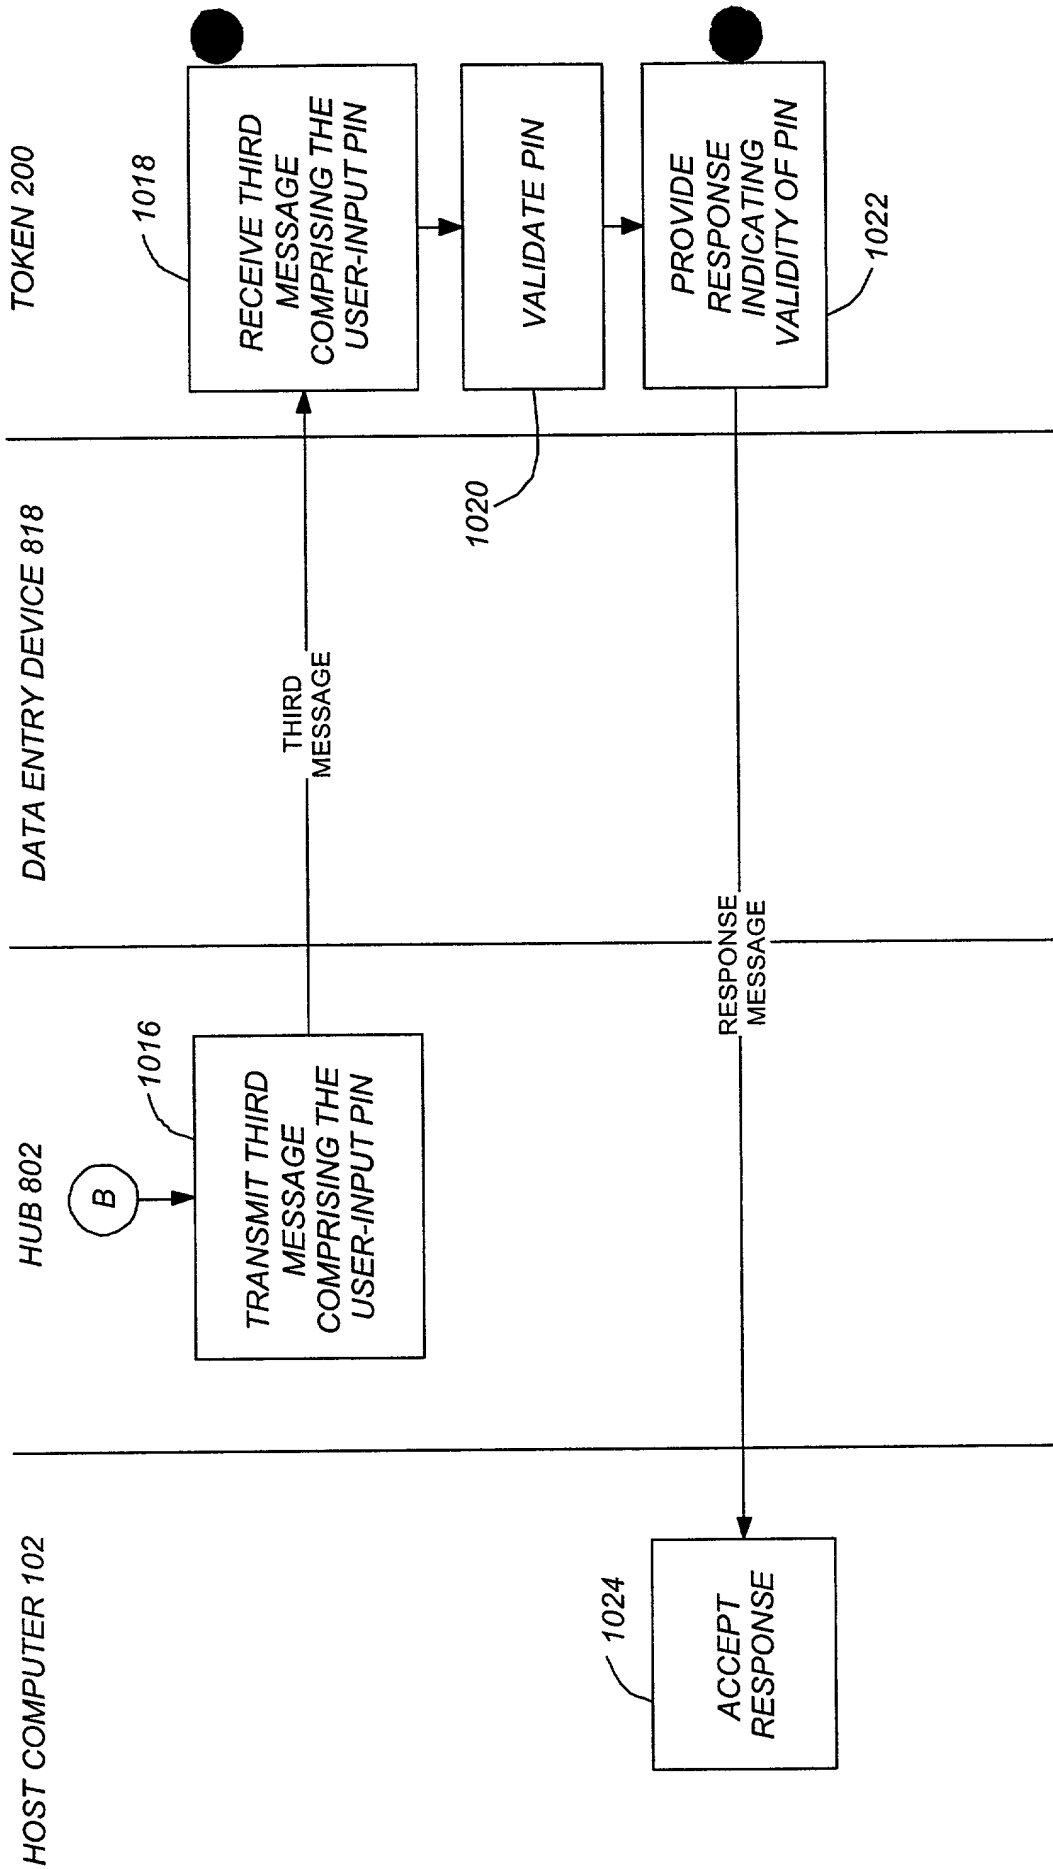 HOST COMPUTER 102
HUB 802
DATA ENTRY DEVICE 818
TOKEN 200
B
1016
TRANSMIT THIRD
MESSAGE
COMPRISING THE
USER-INPUT PIN
THIRD
MESSAGE
1018
RECEIVE THIRD
MESSAGE
COMPRISING THE
USER-INPUT PIN
1020
VALIDATE PIN
PROVIDE
RESPONSE
INDICATING
VALIDITY OF PIN
1022
RESPONSE
MESSAGE
1024
ACCEPT
RESPONSE